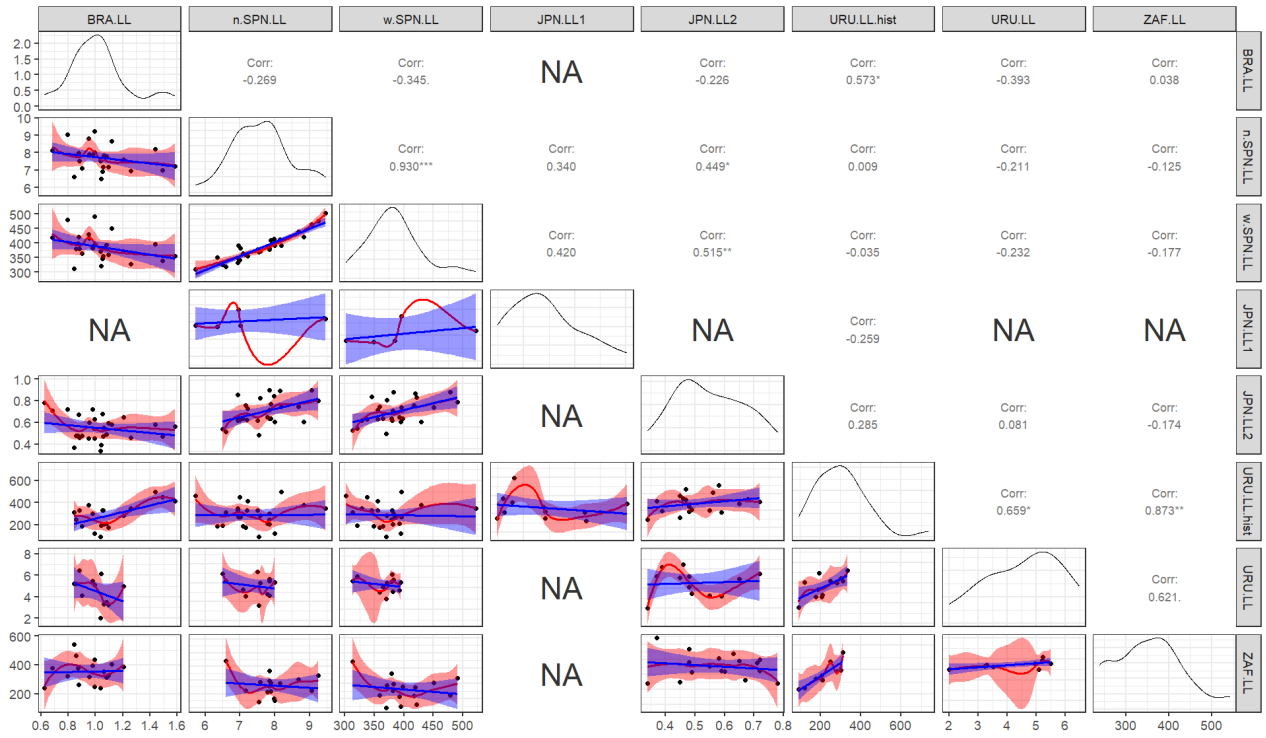 BRA.LL n.SPN.LL w.SPN.LL JPN.LL1 JPN.LL2 URU.LL.hist URU.LL ZAF.LL
2.0
1.5
1.0
0.5
0.0
Corr: Corr: NA Corr: Corr: Corr: Corr:
-0.269 -0.345. -0.226 0.573* -0.393 0.038
BRA.LL
10
9
8
7
6
Corr: Corr: Corr: Corr: Corr: Corr:
0.930*** 0.340 0.449* 0.009 -0.211 -0.125
n.SPN.LL
500
450
400
350
300
Corr: Corr: Corr: Corr: Corr:
0.420 0.515** -0.035 -0.232 -0.177
w.SPN.LL
NA NA Corr: NA NA
-0.259
JPN.LL1
1.0
0.8
0.6
0.4
NA Corr: Corr: Corr:
0.285 0.081 -0.174
JPN.LL2
600
400
200
Corr: Corr:
0.659* 0.873**
URU.LL.hist
8
6
4
2
NA Corr:
0.621.
URU.LL
600
400
200
NA
ZAF.LL
0.6 0.8 1.0 1.2 1.4 1.6 6 7 8 9 300 350 400 450 500 0.4 0.5 0.6 0.7 0.8 200 400 600 2 3 4 5 6 300 400 500